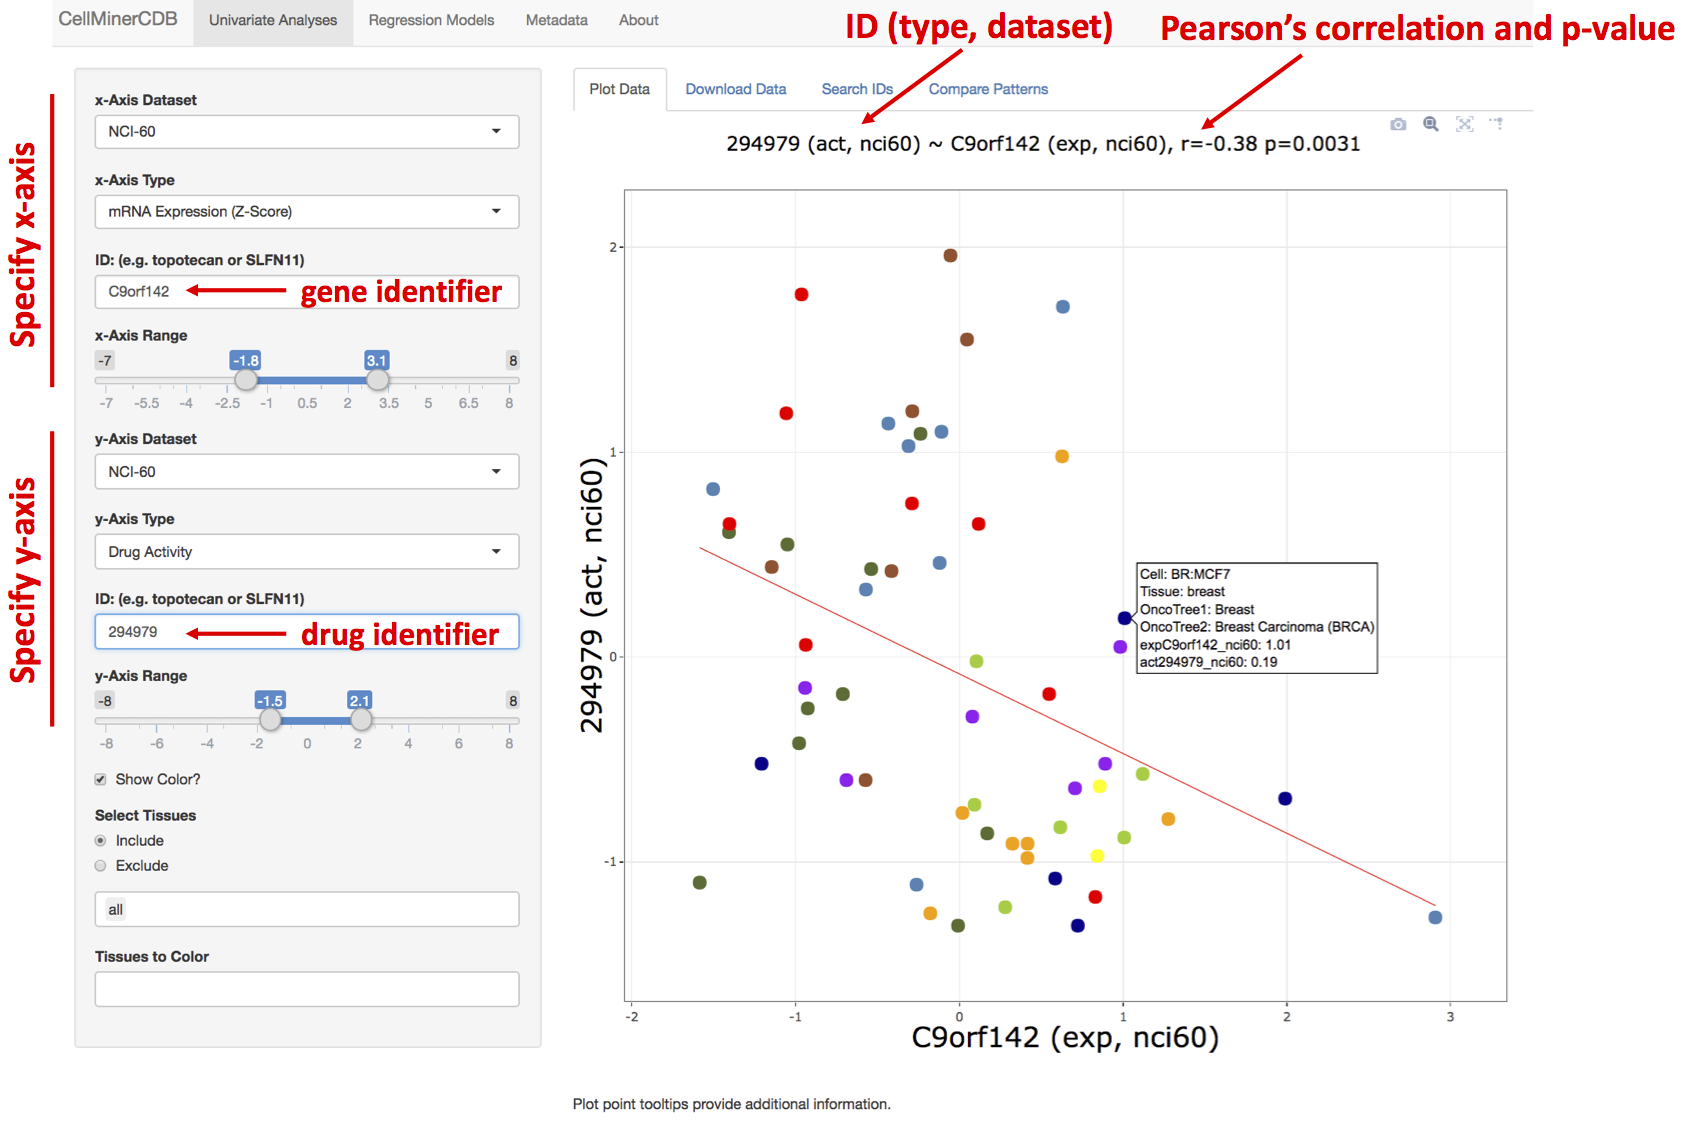 CellMinerCDB Univariate Analyses Regression Models Metadata About
ID (type, dataset)
Pearson's correlation and p-value
Specify x-axis
x-Axis Dataset
NCI-60
x-Axis Type
mRNA Expression (Z-Score)
ID: (e.g. topotecan or SLFN11)
C9orf142
gene identifier
x-Axis Range
-7 -1.8 3.1 8
-7 -5.5 -4 -2.5 -1 0.5 2 3.5 5 6.5 8
Specify y-axis
y-Axis Dataset
NCI-60
y-Axis Type
Drug Activity
ID: (e.g. topotecan or SLFN11)
294979
drug identifier
y-Axis Range
-8 -1.5 2.1 8
-8 -6 -4 -2 0 2 4 6 8
Show Color?
Select Tissues
Include
Exclude
all
Tissues to Color
Plot Data Download Data Search IDs Compare Patterns
294979 (act, nci60) ~ C9orf142 (exp, nci60), r=-0.38 p=0.0031
294979 (act, nci60)
2
1
0
-1
Cell: BR:MCF7
Tissue: breast
OncoTree1: Breast
OncoTree2: Breast Carcinoma (BRCA)
expC9orf142_nci60: 1.01
act294979_nci60: 0.19
-2 -1 0 1 2 3
C9orf142 (exp, nci60)
Plot point tooltips provide additional information.